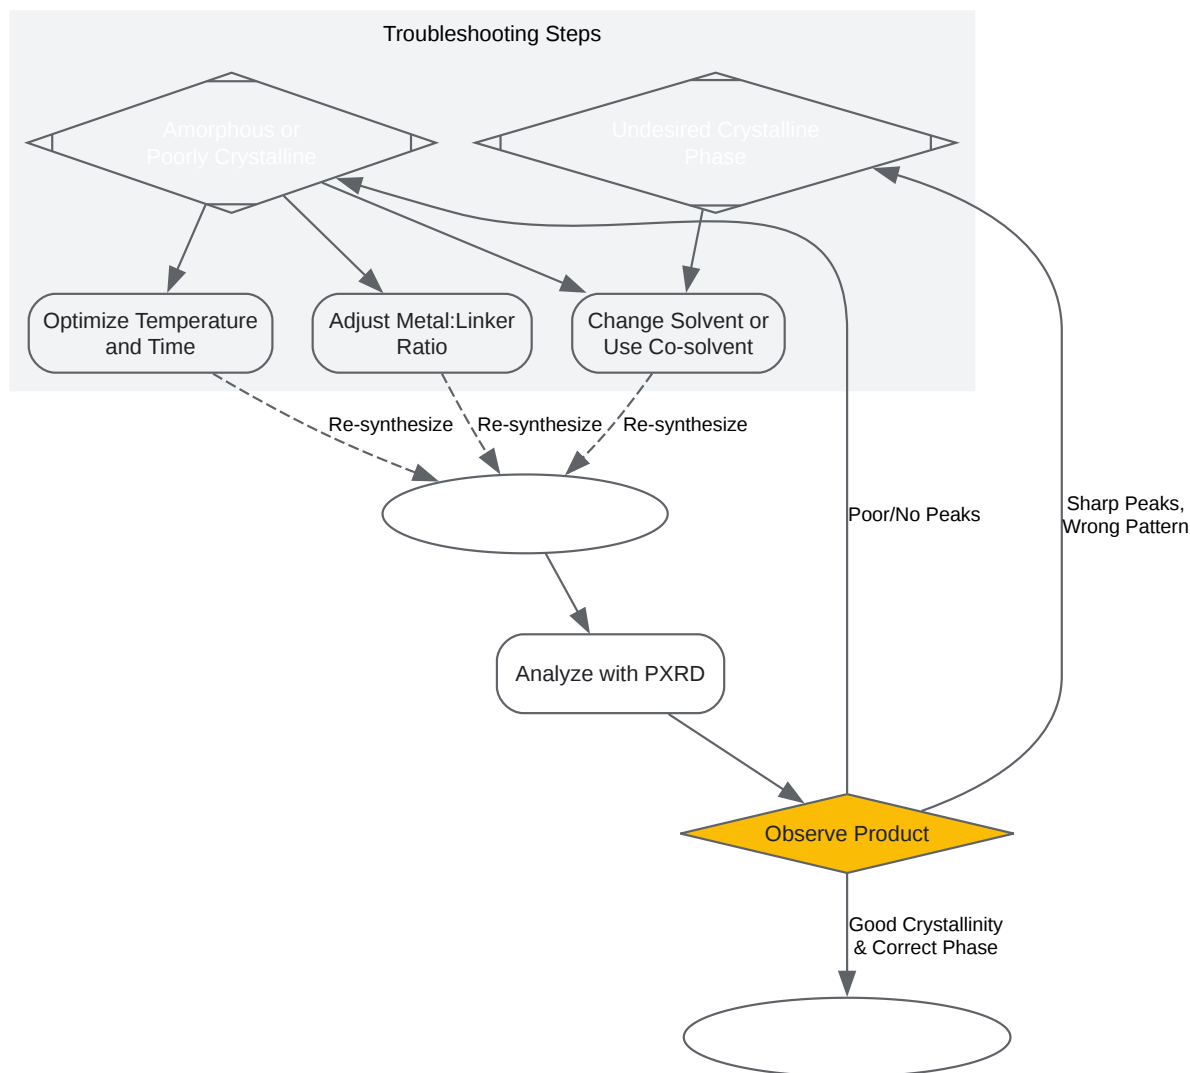 Troubleshooting Steps
Amorphous or
Poorly Crystalline
Undesired Crystalline
Phase
Optimize Temperature
and Time
Adjust Metal:Linker
Ratio
Change Solvent or
Use Co-solvent
Re-synthesize
Re-synthesize
Re-synthesize
Poor/No Peaks
Sharp Peaks,
Wrong Pattern
Analyze with PXRD
Observe Product
Good Crystallinity
& Correct Phase